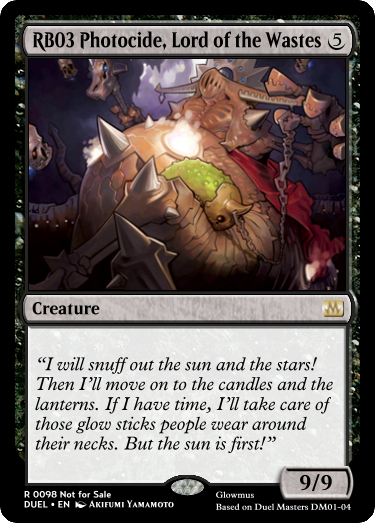 RB03 Photocide, Lord of the Wastes 5
Creature
“I will snuff out the sun and the stars!
Then I’ll move on to the candles and the
lanterns. If I have time, I’ll take care of
those glow sticks people wear around
their necks. But the sun is first!”
9/9
R 0098 Not for Sale
DUEL • EN Akifumi Yamamoto
Glowmus
Based on Duel Masters DM01-04